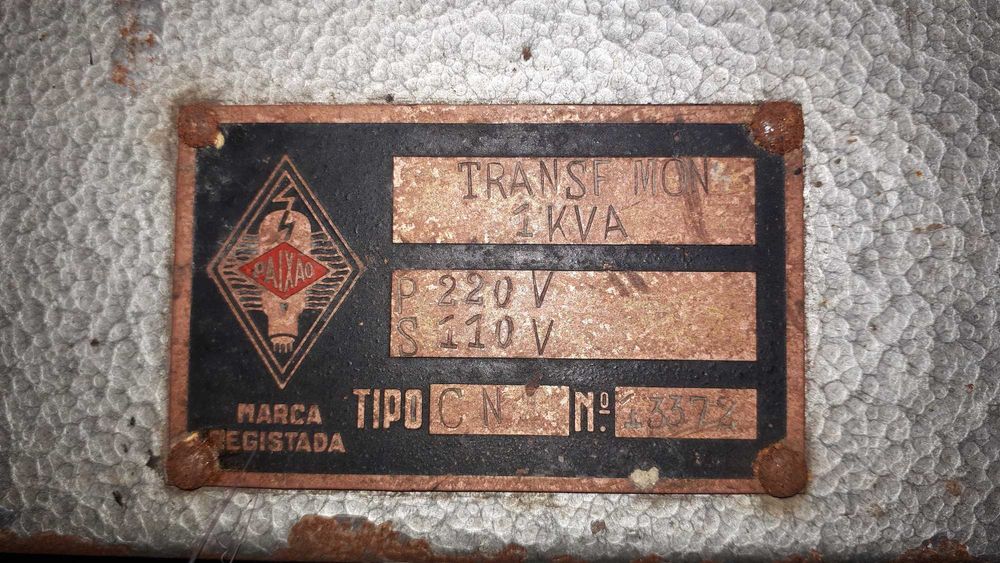 TRANSF MON
1 KVA
PAIXÃO
P 220 V
S 110 V
MARCA
REGISTADA
TIPO C N Nº. 13372